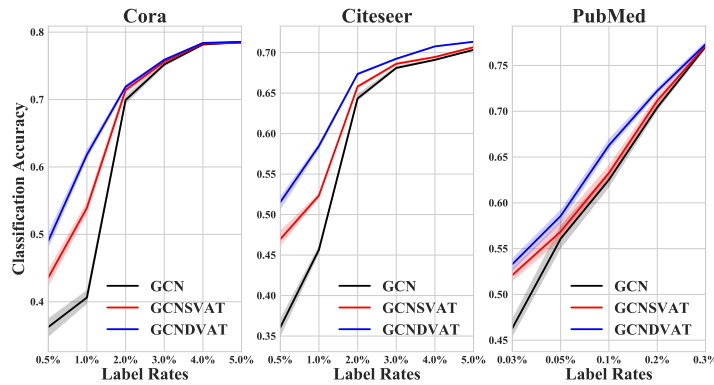 Cora
Citeseer
PubMed
Classification Accuracy
0.8
0.7
0.6
0.5
0.4
GCN
GCNSVAT
GCNDVAT
0.5% 1.0% 2.0% 3.0% 4.0% 5.0%
Label Rates
0.70
0.65
0.60
0.55
0.50
0.45
0.40
0.35
GCN
GCNSVAT
GCNDVAT
0.5% 1.0% 2.0% 3.0% 4.0% 5.0%
Label Rates
0.75
0.70
0.65
0.60
0.55
0.50
0.45
GCN
GCNSVAT
GCNDVAT
0.03% 0.05% 0.1% 0.2% 0.3%
Label Rates